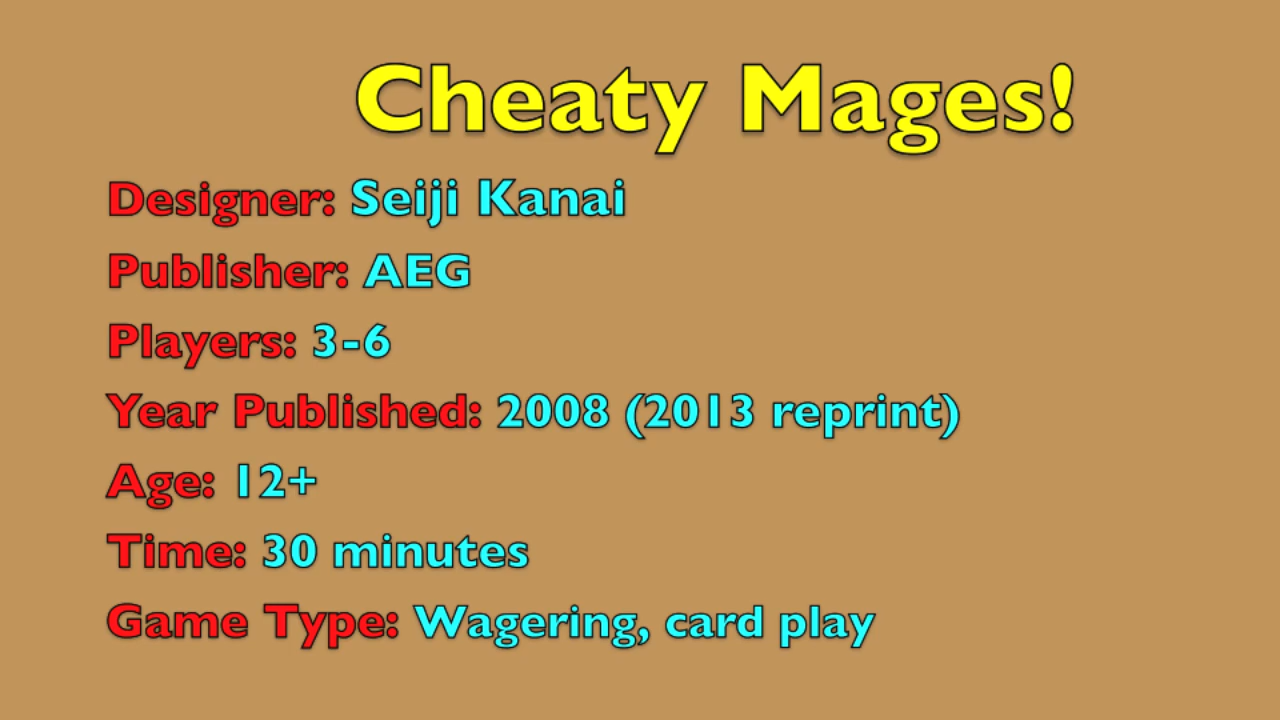 Cheaty Mages!
Designer: Seiji Kanai
Publisher: AEG
Players: 3-6
Year Published: 2008 (2013 reprint)
Age: 12+
Time: 30 minutes
Game Type: Wagering, card play